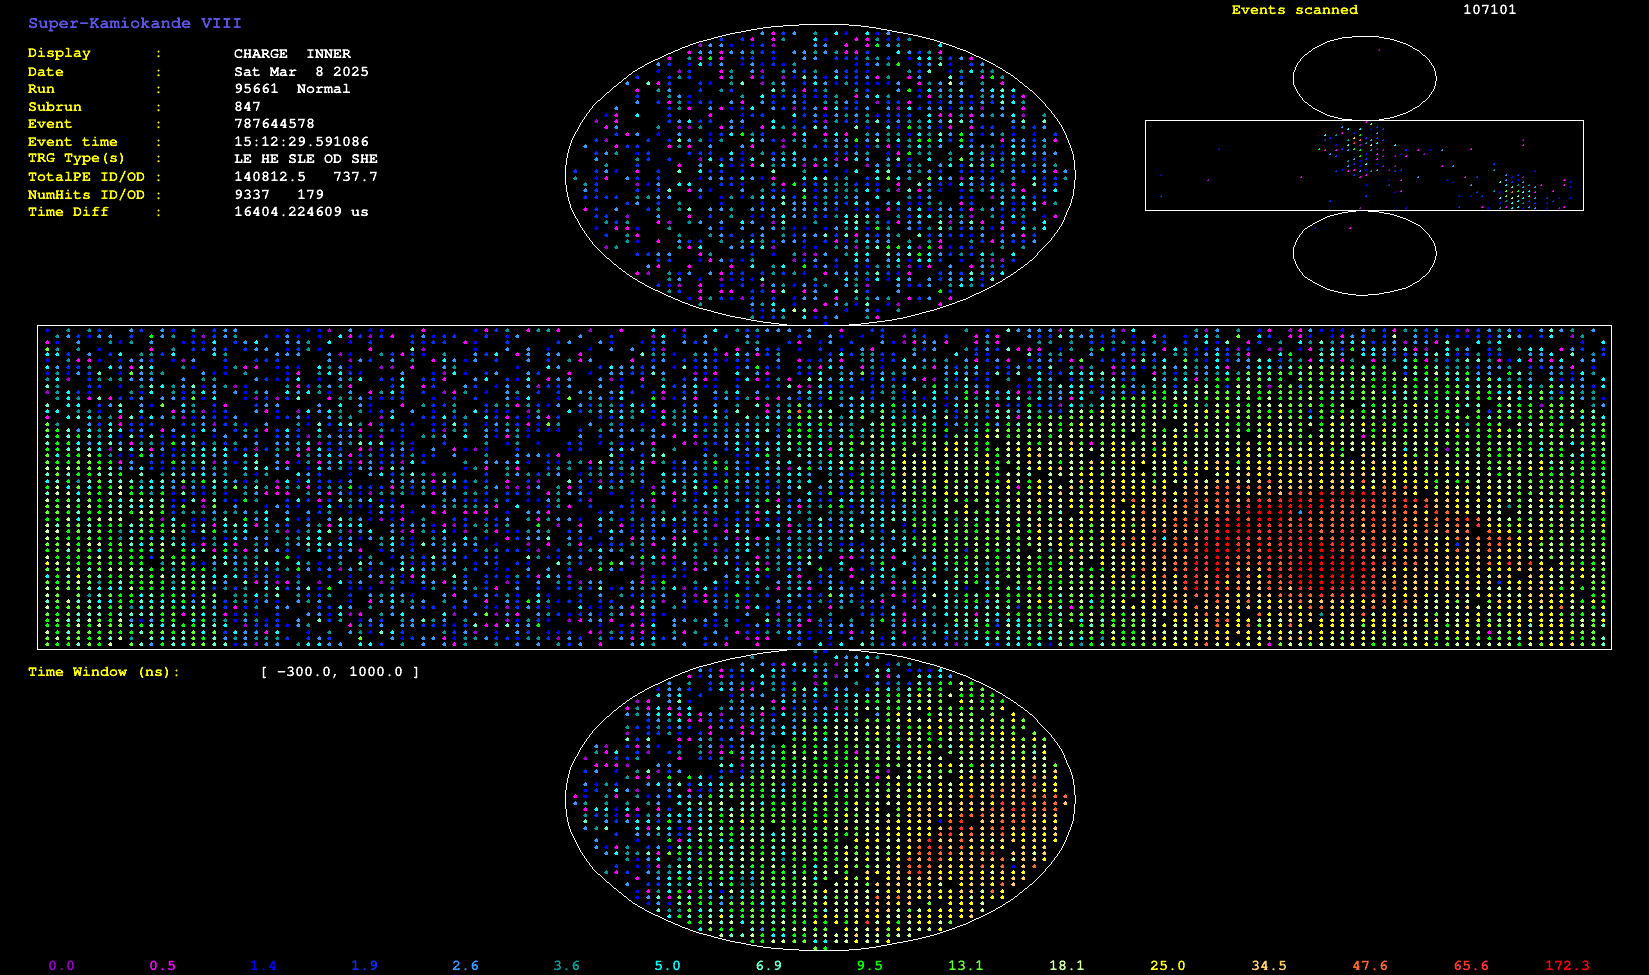 Super-Kamiokande VIII
Events scanned 107101
Display : CHARGE INNER
Date : Sat Mar 8 2025
Run : 95661 Normal
Subrun : 847
Event : 787644578
Event time : 15:12:29.591086
TRG Type(s) : LE HE SLE OD SHE
TotalPE ID/OD : 140812.5 737.7
NumHits ID/OD : 9337 179
Time Diff : 16404.224609 us
Time Window (ns): [ -300.0, 1000.0 ]
0.0 0.5 1.4 1.9 2.6 3.6 5.0 6.9 9.5 13.1 18.1 25.0 34.5 47.6 65.6 172.3